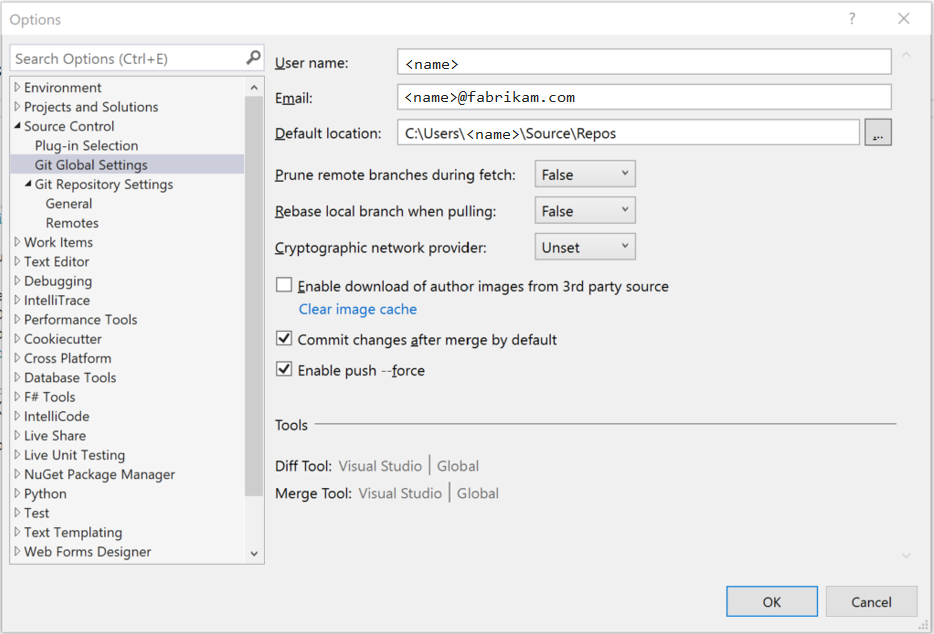 Options
?
Search Options (Ctrl+E)
Environment
Projects and Solutions
Source Control
Plug-in Selection
Git Global Settings
Git Repository Settings
General
Remotes
Work Items
Text Editor
Debugging
IntelliTrace
Performance Tools
Cookiecutter
Cross Platform
Database Tools
F# Tools
IntelliCode
Live Share
Live Unit Testing
NuGet Package Manager
Python
Test
Text Templating
Web Forms Designer
User name: <name>
Email: <name>@fabrikam.com
Default location: C:\Users\<name>\Source\Repos ...
Prune remote branches during fetch: False
Rebase local branch when pulling: False
Cryptographic network provider: Unset
Enable download of author images from 3rd party source
Clear image cache
Commit changes after merge by default
Enable push --force
Tools
Diff Tool: Visual Studio | Global
Merge Tool: Visual Studio | Global
OK Cancel